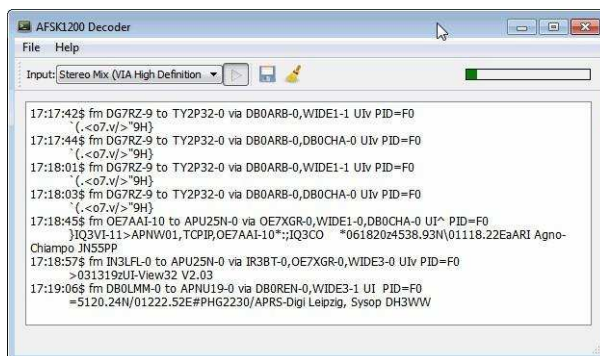 AFSK1200 Decoder
File Help
Input: Stereo Mix (VIA High Definition
17:17:42$ fm DG7RZ-9 to TY2P32-0 via DB0ARB-0,WIDE1-1 UIv PID=F0
`(.<o7.v/>"9H}
17:17:44$ fm DG7RZ-9 to TY2P32-0 via DB0ARB-0,DB0CHA-0 UIv PID=F0
`(.<o7.v/>"9H}
17:18:01$ fm DG7RZ-9 to TY2P32-0 via DB0ARB-0,WIDE1-1 UIv PID=F0
`(.<o7.v/>"9H}
17:18:03$ fm DG7RZ-9 to TY2P32-0 via DB0ARB-0,DB0CHA-0 UIv PID=F0
`(.<o7.v/>"9H}
17:18:45$ fm OE7AAI-10 to APU25N-0 via OE7XGR-0,WIDE1-0,DB0CHA-0 UI^ PID=F0
}IQ3VI-11>APNW01,TCPIP,OE7AAI-10*:;IQ3CO *061820z4538.93N\01118.22EaARI Agno-
Chiampo JN55PP
17:18:57$ fm IN3LFL-0 to APU25N-0 via IR3BT-0,OE7XGR-0,WIDE3-0 UIv PID=F0
>031319zUI-View32 V2.03
17:19:06$ fm DB0LMM-0 to APNU19-0 via DB0REN-0,WIDE3-1 UI PID=F0
=5120.24N/01222.52E#PHG2230/APRS-Digi Leipzig, Sysop DH3WW